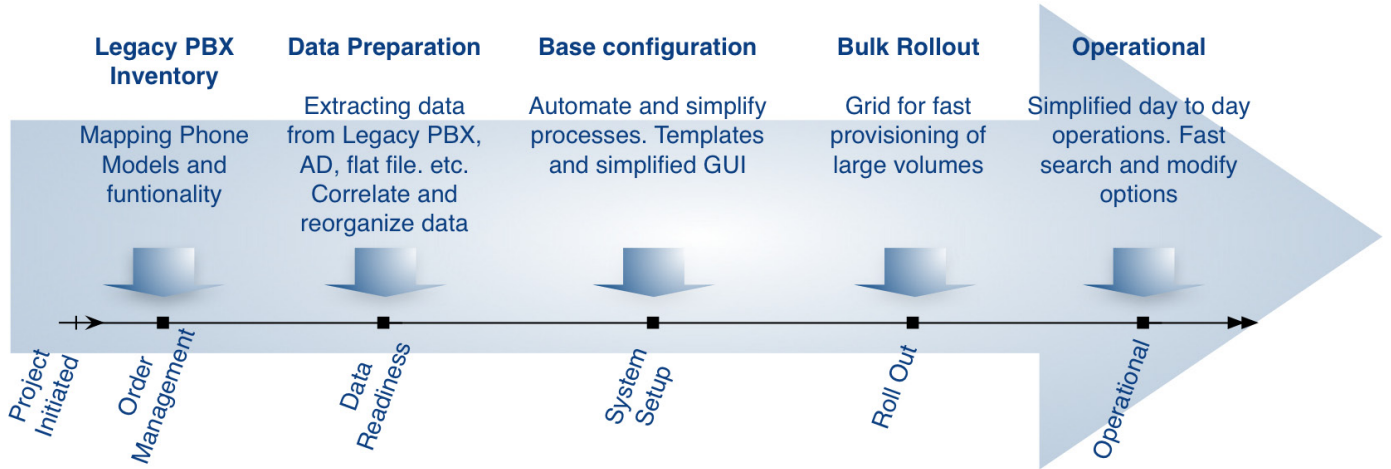 Legacy PBX
Inventory
Mapping Phone
Models and
funtionality
Data Preparation
Extracting data
from Legacy PBX,
AD, flat file. etc.
Correlate and
reorganize data
Base configuration
Automate and simplify
processes. Templates
and simplified GUI
Bulk Rollout
Grid for fast
provisioning of
large volumes
Operational
Simplified day to day
operations. Fast
search and modify
options
Project
Initiated
Order
Management
Data
Readiness
System
Setup
Roll Out
Operational